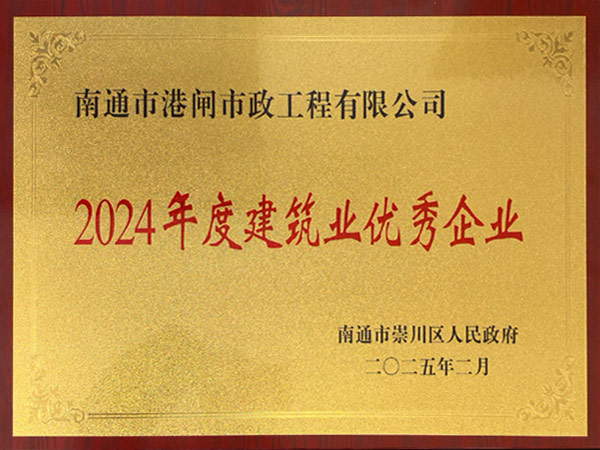 南通市港闸市政工程有限公司
2024年度建筑业优秀企业
南通市崇川区人民政府
二〇二五年二月